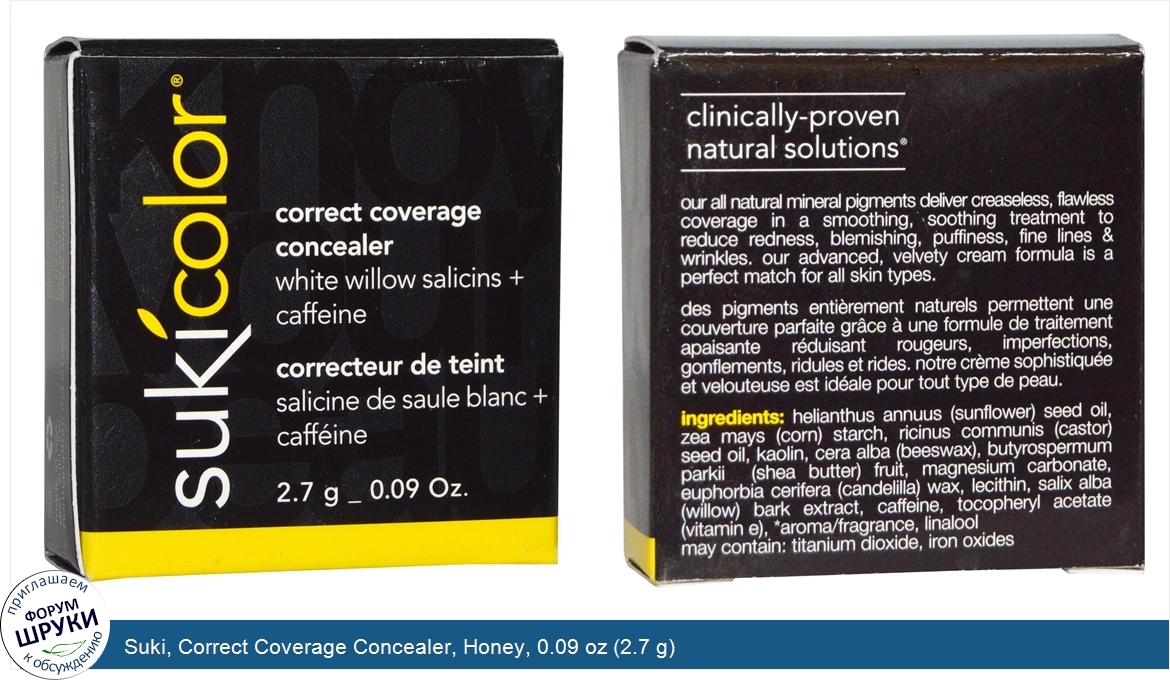 sukicolor®
correct coverage
concealer
white willow salicins +
caffeine
correcteur de teint
salicine de saule blanc +
caféine
2.7 g _ 0.09 Oz.
clinically-proven
natural solutions®
our all natural mineral pigments deliver creaseless, flawless
coverage in a smoothing, soothing treatment to
reduce redness, blemishing, puffiness, fine lines &
wrinkles. our advanced, velvety cream formula is a
perfect match for all skin types.
des pigments entièrement naturels permettent une
couverture parfaite grâce à une formule de traitement
apaisante réduisant rougeurs, imperfections,
gonflements, ridules et rides. notre crème sophistiquée
et velouteuse est idéale pour tout type de peau.
ingredients: helianthus annuus (sunflower) seed oil,
zea mays (corn) starch, ricinus communis (castor)
seed oil, kaolin, cera alba (beeswax), butyrospermum
parkii (shea butter) fruit, magnesium carbonate,
euphorbia cerifera (candelilla) wax, lecithin, salix alba
(willow) bark extract, caffeine, tocopheryl acetate
(vitamin e), *aroma/fragrance, linalool
may contain: titanium dioxide, iron oxides
приглашаем
ФОРУМ
ШРУКИ
к обсуждению
Suki, Correct Coverage Concealer, Honey, 0.09 oz (2.7 g)